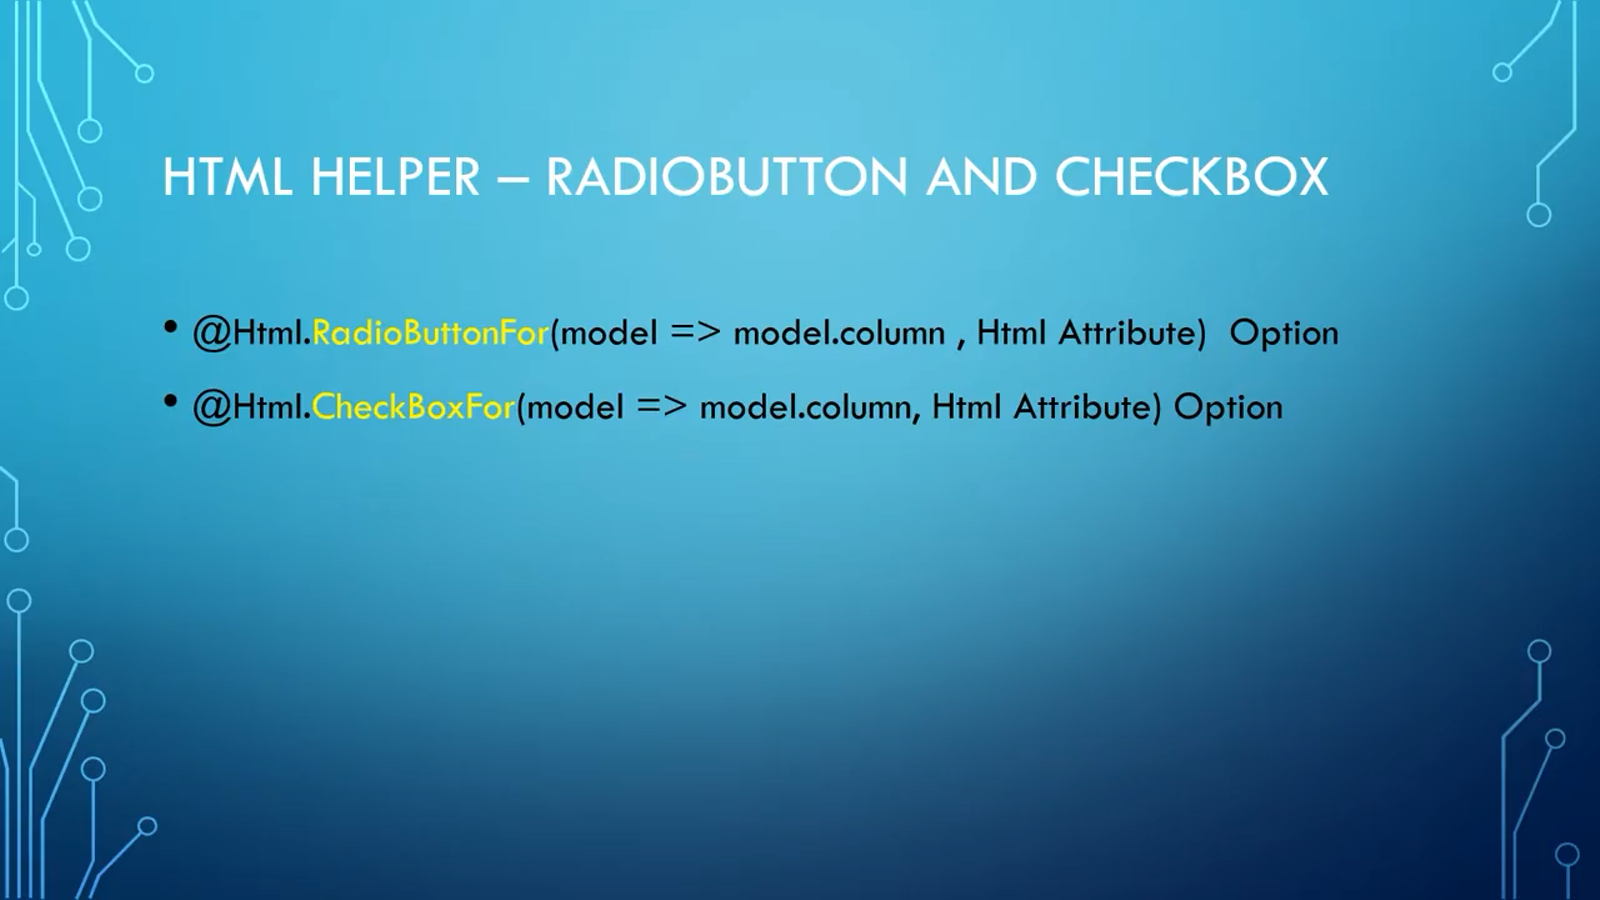 HTML HELPER – RADIOBUTTON AND CHECKBOX
• @Html.RadioButtonFor(model => model.column , Html Attribute)  Option
• @Html.CheckBoxFor(model => model.column, Html Attribute) Option